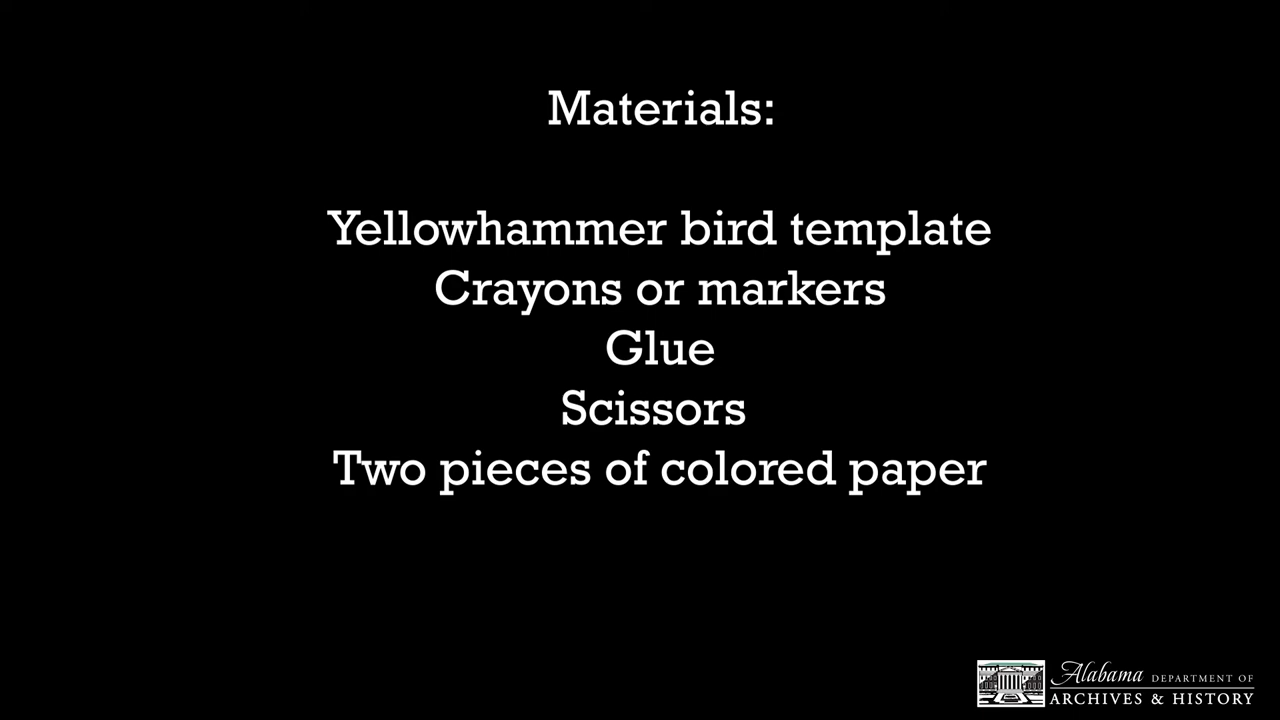 Materials:
Yellowhammer bird template
Crayons or markers
Glue
Scissors
Two pieces of colored paper
Alabama DEPARTMENT OF
ARCHIVES & HISTORY